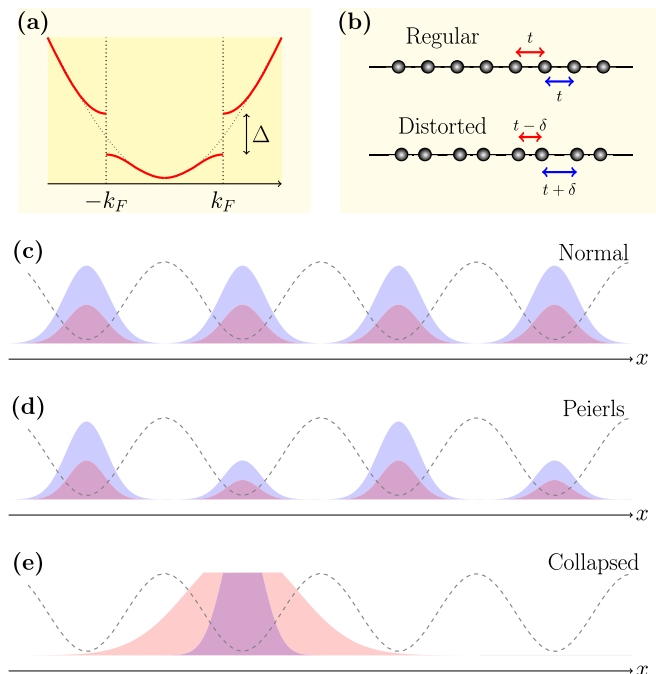 (a)
Δ
−k_F
k_F
(b)
Regular
t
t
Distorted
t − δ
t + δ
(c)
Normal
x
(d)
Peierls
x
(e)
Collapsed
x